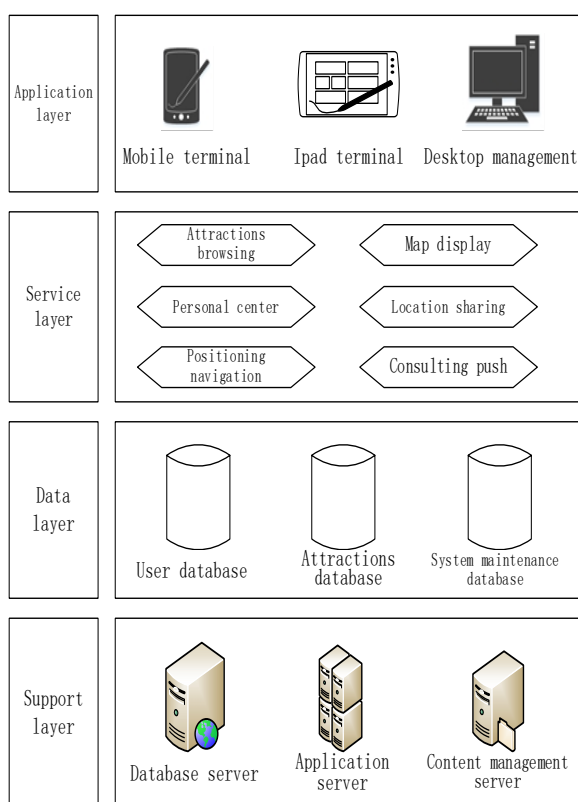 Application
layer
Mobile terminal
Ipad terminal
Desktop management
Service
layer
Attractions
browsing
Map display
Personal center
Location sharing
Positioning
navigation
Consulting push
Data
layer
User database
Attractions
database
System maintenance
database
Support
layer
Database server
Application
server
Content management
server